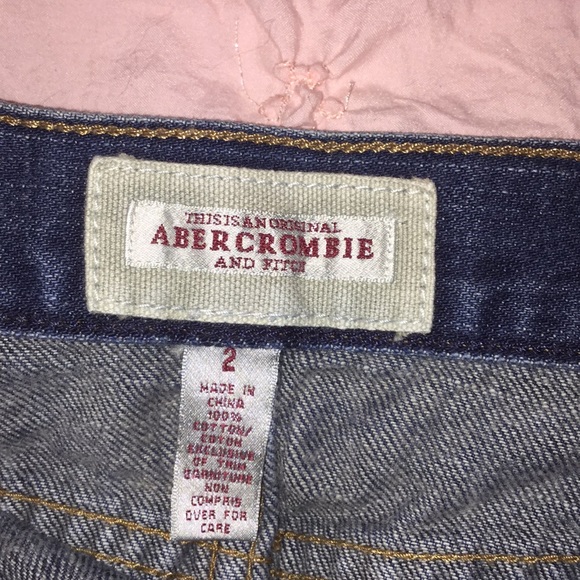 THIS IS AN ORIGINAL
ABERCROMBIE
AND FITCH
2
MADE IN
CHINA
100%
COTTON/
COTON
EXCLUSIVE
OF TRIM
GARNITURE
NON
COMPRIS
OVER FOR
CARE